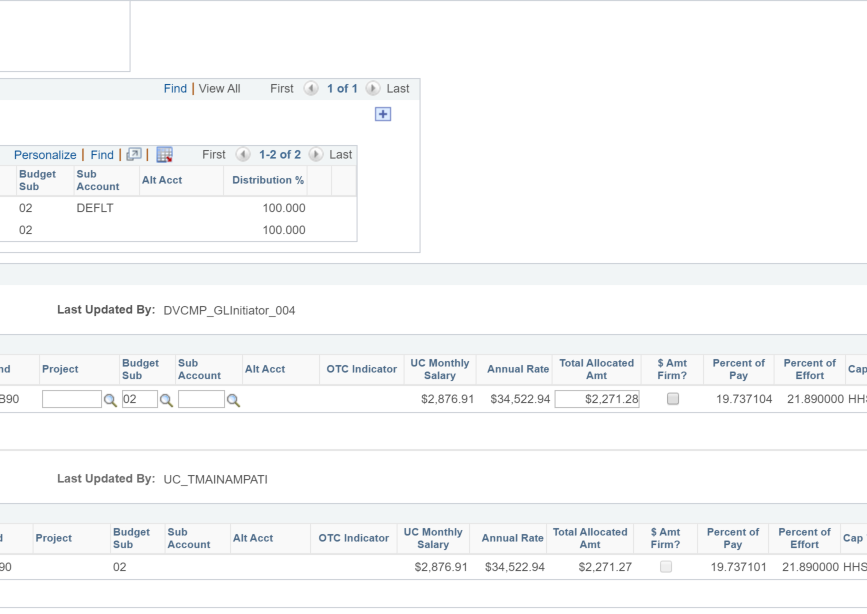 Find | View All First 1 of 1 Last
Personalize | Find | | First 1-2 of 2 Last
Budget Sub Sub Account Alt Acct Distribution %
02 DEFLT 100.000
02 100.000
Last Updated By: DVCMP_GLInitiator_004
nd Project Budget Sub Sub Account Alt Acct OTC Indicator UC Monthly Salary Annual Rate Total Allocated Amt $ Amt Firm? Percent of Pay Percent of Effort Cap
B90 02 $2,876.91 $34,522.94 $2,271.28 19.737104 21.890000 HHS
Last Updated By: UC_TMAINAMPATI
d Project Budget Sub Sub Account Alt Acct OTC Indicator UC Monthly Salary Annual Rate Total Allocated Amt $ Amt Firm? Percent of Pay Percent of Effort Cap
90 02 $2,876.91 $34,522.94 $2,271.27 19.737101 21.890000 HHS